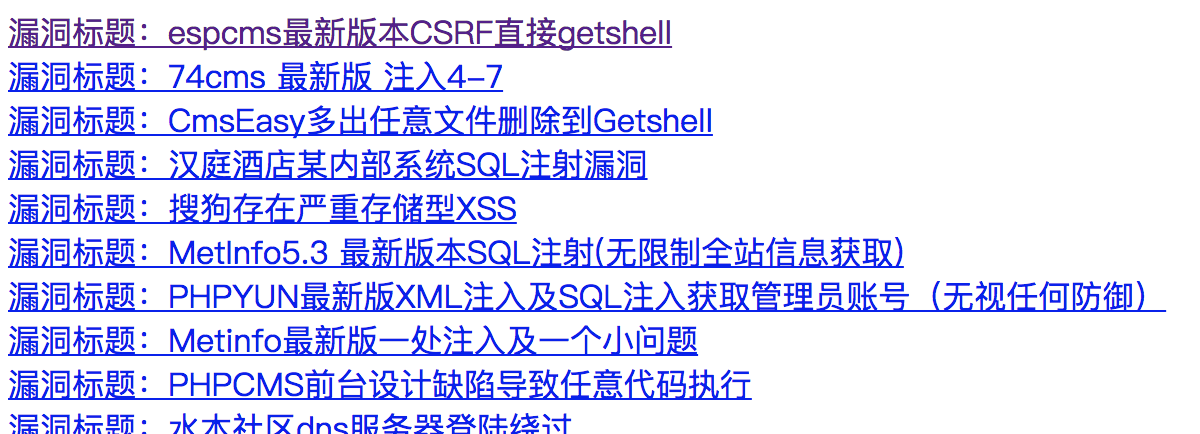 漏洞标题：espcms最新版本CSRF直接getshell
漏洞标题：74cms 最新版 注入4-7
漏洞标题：CmsEasy多出任意文件删除到Getshell
漏洞标题：汉庭酒店某内部系统SQL注射漏洞
漏洞标题：搜狗存在严重存储型XSS
漏洞标题：MetInfo5.3 最新版本SQL注射(无限制全站信息获取)
漏洞标题：PHPYUN最新版XML注入及SQL注入获取管理员账号（无视任何防御）
漏洞标题：Metinfo最新版一处注入及一个小问题
漏洞标题：PHPCMS前台设计缺陷导致任意代码执行
漏洞标题：水木社区dns服务器登陆绕过